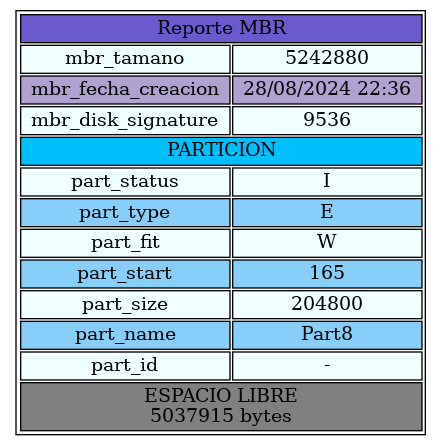 Reporte MBR
mbr_tamano 5242880
mbr_fecha_creacion 28/08/2024 22:36
mbr_disk_signature 9536
PARTICION
part_status I
part_type E
part_fit W
part_start 165
part_size 204800
part_name Part8
part_id -
ESPACIO LIBRE
5037915 bytes